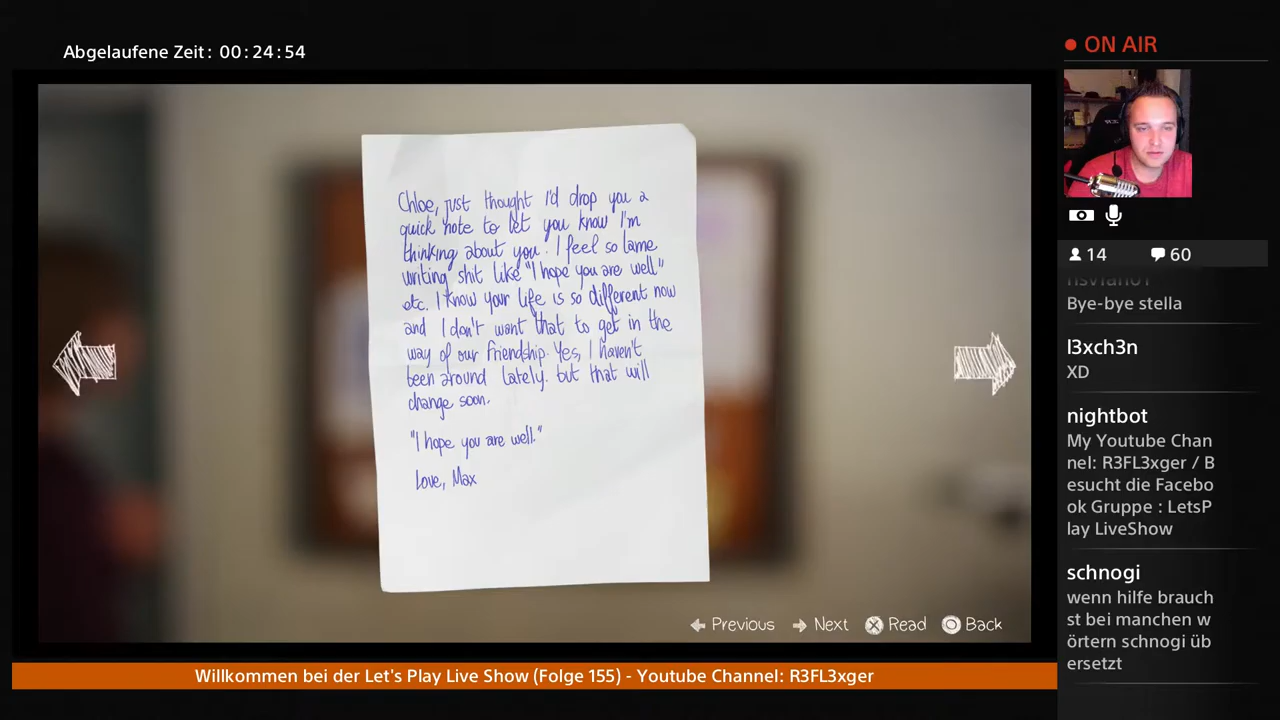 Abgelaufene Zeit: 00:24:54
Chloe, just thought I'd drop you a
quick note to let you know I'm
thinking about you. I feel so lame
writing shit like "I hope you are well"
etc. I know your life is so different now
and I don't want that to get in the
way of our friendship. Yes, I haven't
been around lately. but that will
change soon.
"I hope you are well."
Love, Max
Previous
Next
Read
Back
Willkommen bei der Let's Play Live Show (Folge 155) - Youtube Channel: R3FL3xger
ON AIR
14
60
Bye-bye stella
l3xch3n
XD
nightbot
My Youtube Chan
nel: R3FL3xger / B
esucht die Facebo
ok Gruppe : LetsP
lay LiveShow
schnogi
wenn hilfe brauch
st bei manchen w
örtern schnogi üb
ersetzt